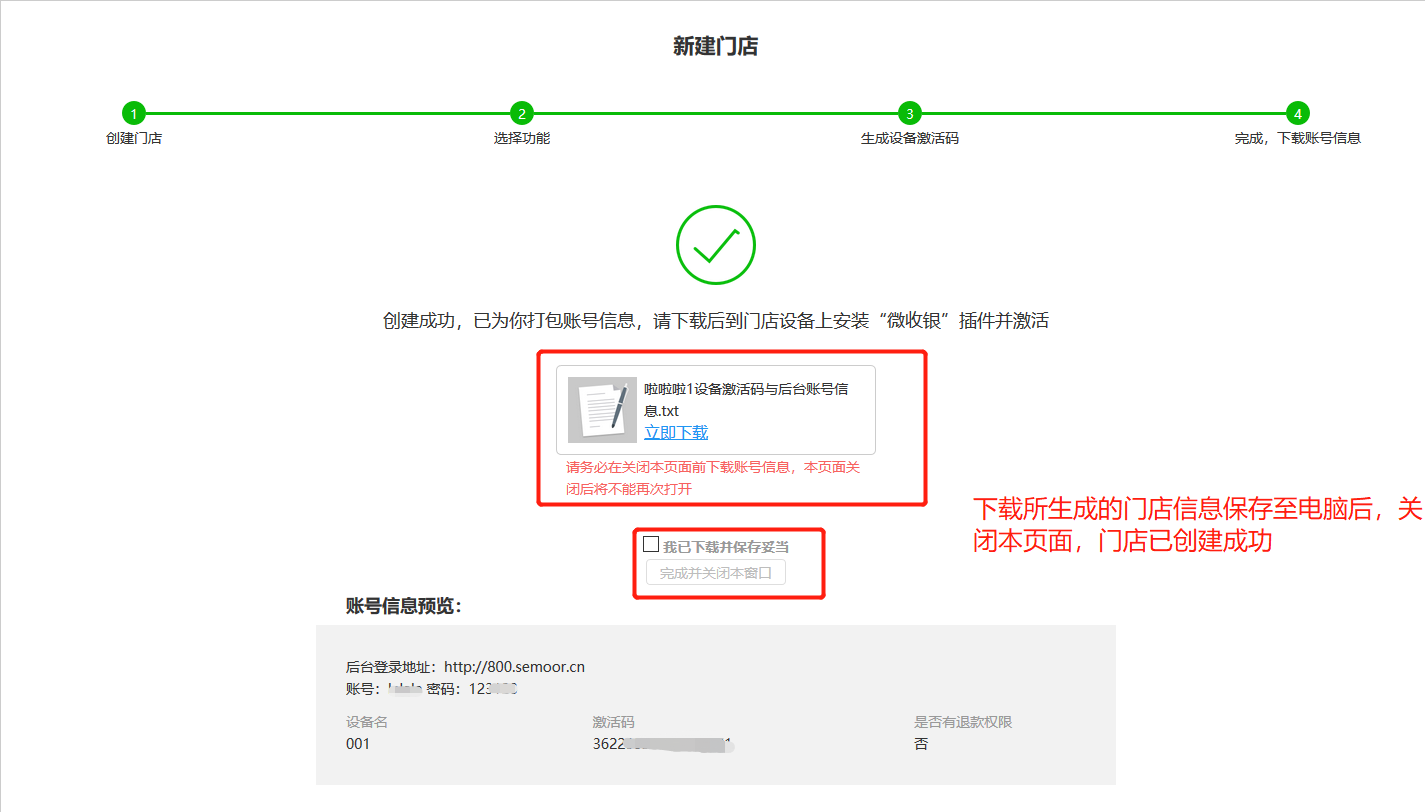 新建门店
1
2
3
4
创建门店
选择功能
生成设备激活码
完成，下载账号信息
创建成功，已为你打包账号信息，请下载后到门店设备上安装“微收银”插件并激活
啦啦啦1设备激活码与后台账号信
息.txt
立即下载
请务必在关闭本页面前下载账号信息，本页面关
闭后将不能再次打开
下载所生成的门店信息保存至电脑后，关
闭本页面，门店已创建成功
我已下载并保存妥当
完成并关闭本窗口
账号信息预览：
后台登录地址：http://800.semoor.cn
账号： 密码：123
设备名
激活码
是否有退款权限
001
3622
否